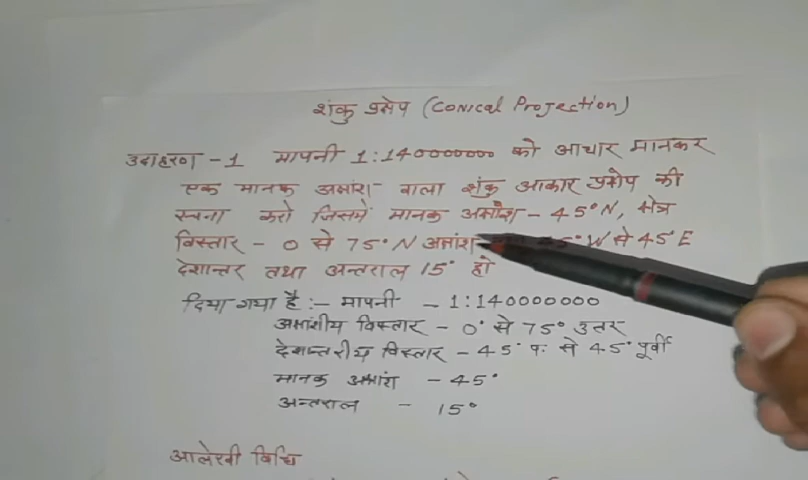 शंकु प्रक्षेप (Conical Projection)
उदाहरण - 1 मापनी 1:140000000 को आधार मानकर
एक मानक अक्षांश वाला शंकु आकार प्रक्षेप की
रचना करो जिसमें मानक अक्षांश - 45° N, क्षेत्र
विस्तार - 0 से 75° N अक्षांश W से 45° E
देशान्तर तथा अन्तराल 15° हो
दिया गया है :- मापनी - 1:140000000
अक्षांशीय विस्तार - 0° से 75° उत्तर
देशान्तरीय विस्तार - 45° प॰ से 45° पूर्वी
मानक अक्षांश - 45°
अन्तराल - 15°
आलेखी विधि